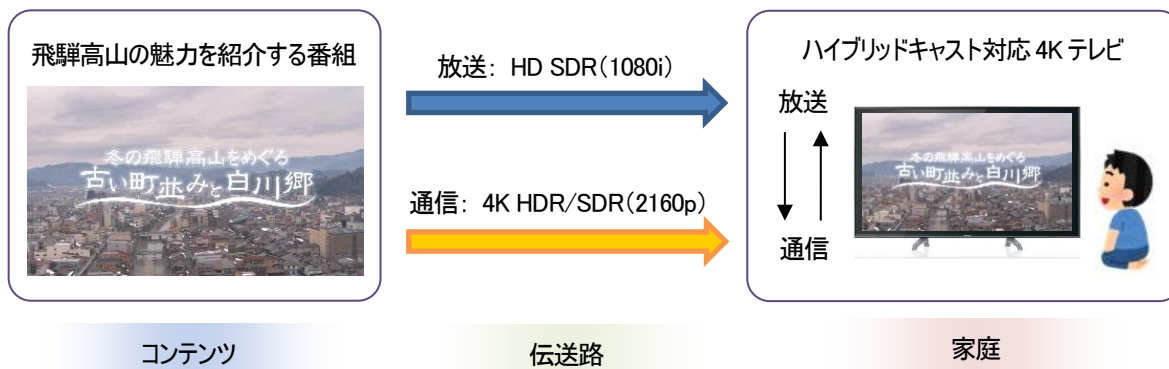 飛騨高山の魅力を紹介する番組
冬の飛騨高山をめぐる
古い町並みと白川郷
放送： HD SDR（1080i）
通信： 4K HDR/SDR（2160p）
ハイブリッドキャスト対応 4K テレビ
放送
通信
冬の飛騨高山をめぐる
古い町並みと白川郷
コンテンツ
伝送路
家庭